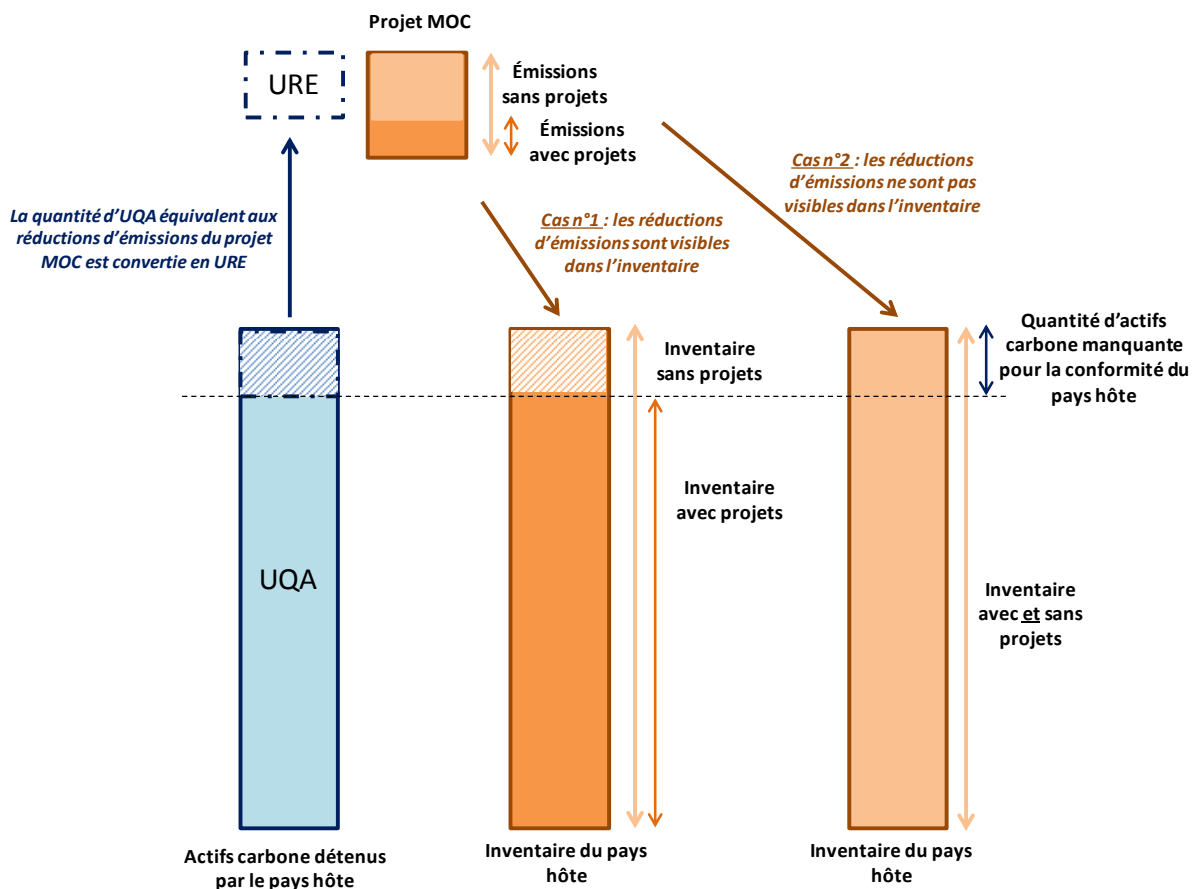 Projet MOC
URE
Émissions
sans projets
Émissions
avec projets
La quantité d'UQA équivalent aux
réductions d'émissions du projet
MOC est convertie en URE
Cas n°1 : les réductions
d'émissions sont visibles
dans l'inventaire
Cas n°2 : les réductions
d'émissions ne sont pas
visibles dans l'inventaire
Inventaire
sans projets
Quantité d'actifs
carbone manquante
pour la conformité du
pays hôte
Inventaire
avec projets
UQA
Inventaire
avec et sans
projets
Actifs carbone détenus
par le pays hôte
Inventaire du pays
hôte
Inventaire du pays
hôte